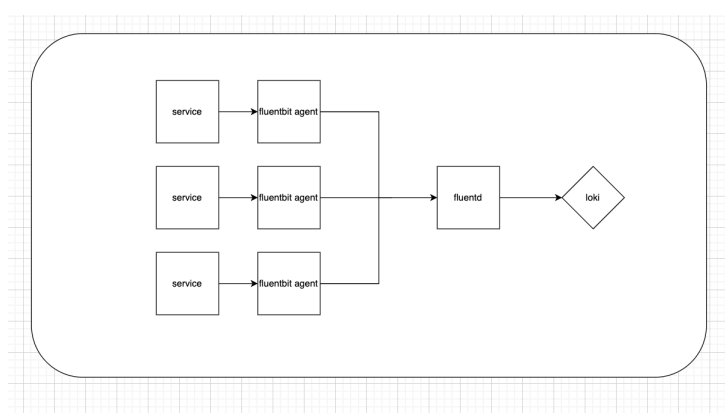 service
fluentbit agent
service
fluentbit agent
fluentd
loki
service
fluentbit agent